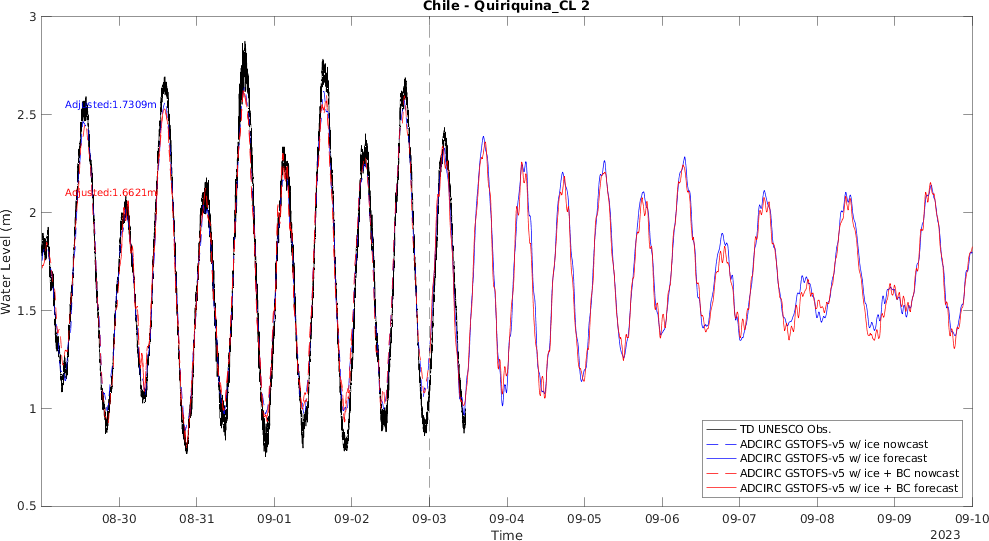 Chile - Quiriquina_CL 2
3
2.5
2
1.5
1
0.5
Water Level (m)
Adjusted:1.7309m
Adjusted:1.6621m
TD UNESCO Obs.
ADCIRC GSTOFS-v5 w/ ice nowcast
ADCIRC GSTOFS-v5 w/ ice forecast
ADCIRC GSTOFS-v5 w/ ice + BC nowcast
ADCIRC GSTOFS-v5 w/ ice + BC forecast
08-30 08-31 09-01 09-02 09-03 09-04 09-05 09-06 09-07 09-08 09-09 09-10
Time
2023